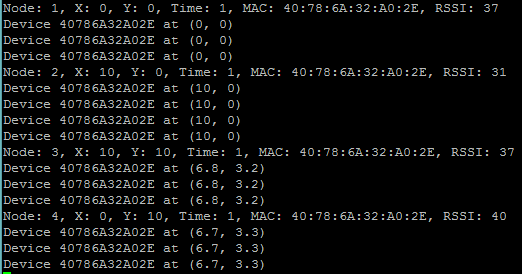 Node: 1, X: 0, Y: 0, Time: 1, MAC: 40:78:6A:32:A0:2E, RSSI: 37
Device 40786A32A02E at (0, 0)
Device 40786A32A02E at (0, 0)
Device 40786A32A02E at (0, 0)
Node: 2, X: 10, Y: 0, Time: 1, MAC: 40:78:6A:32:A0:2E, RSSI: 31
Device 40786A32A02E at (10, 0)
Device 40786A32A02E at (10, 0)
Device 40786A32A02E at (10, 0)
Device 40786A32A02E at (10, 0)
Node: 3, X: 10, Y: 10, Time: 1, MAC: 40:78:6A:32:A0:2E, RSSI: 37
Device 40786A32A02E at (6.8, 3.2)
Device 40786A32A02E at (6.8, 3.2)
Device 40786A32A02E at (6.8, 3.2)
Node: 4, X: 0, Y: 10, Time: 1, MAC: 40:78:6A:32:A0:2E, RSSI: 40
Device 40786A32A02E at (6.7, 3.3)
Device 40786A32A02E at (6.7, 3.3)
Device 40786A32A02E at (6.7, 3.3)